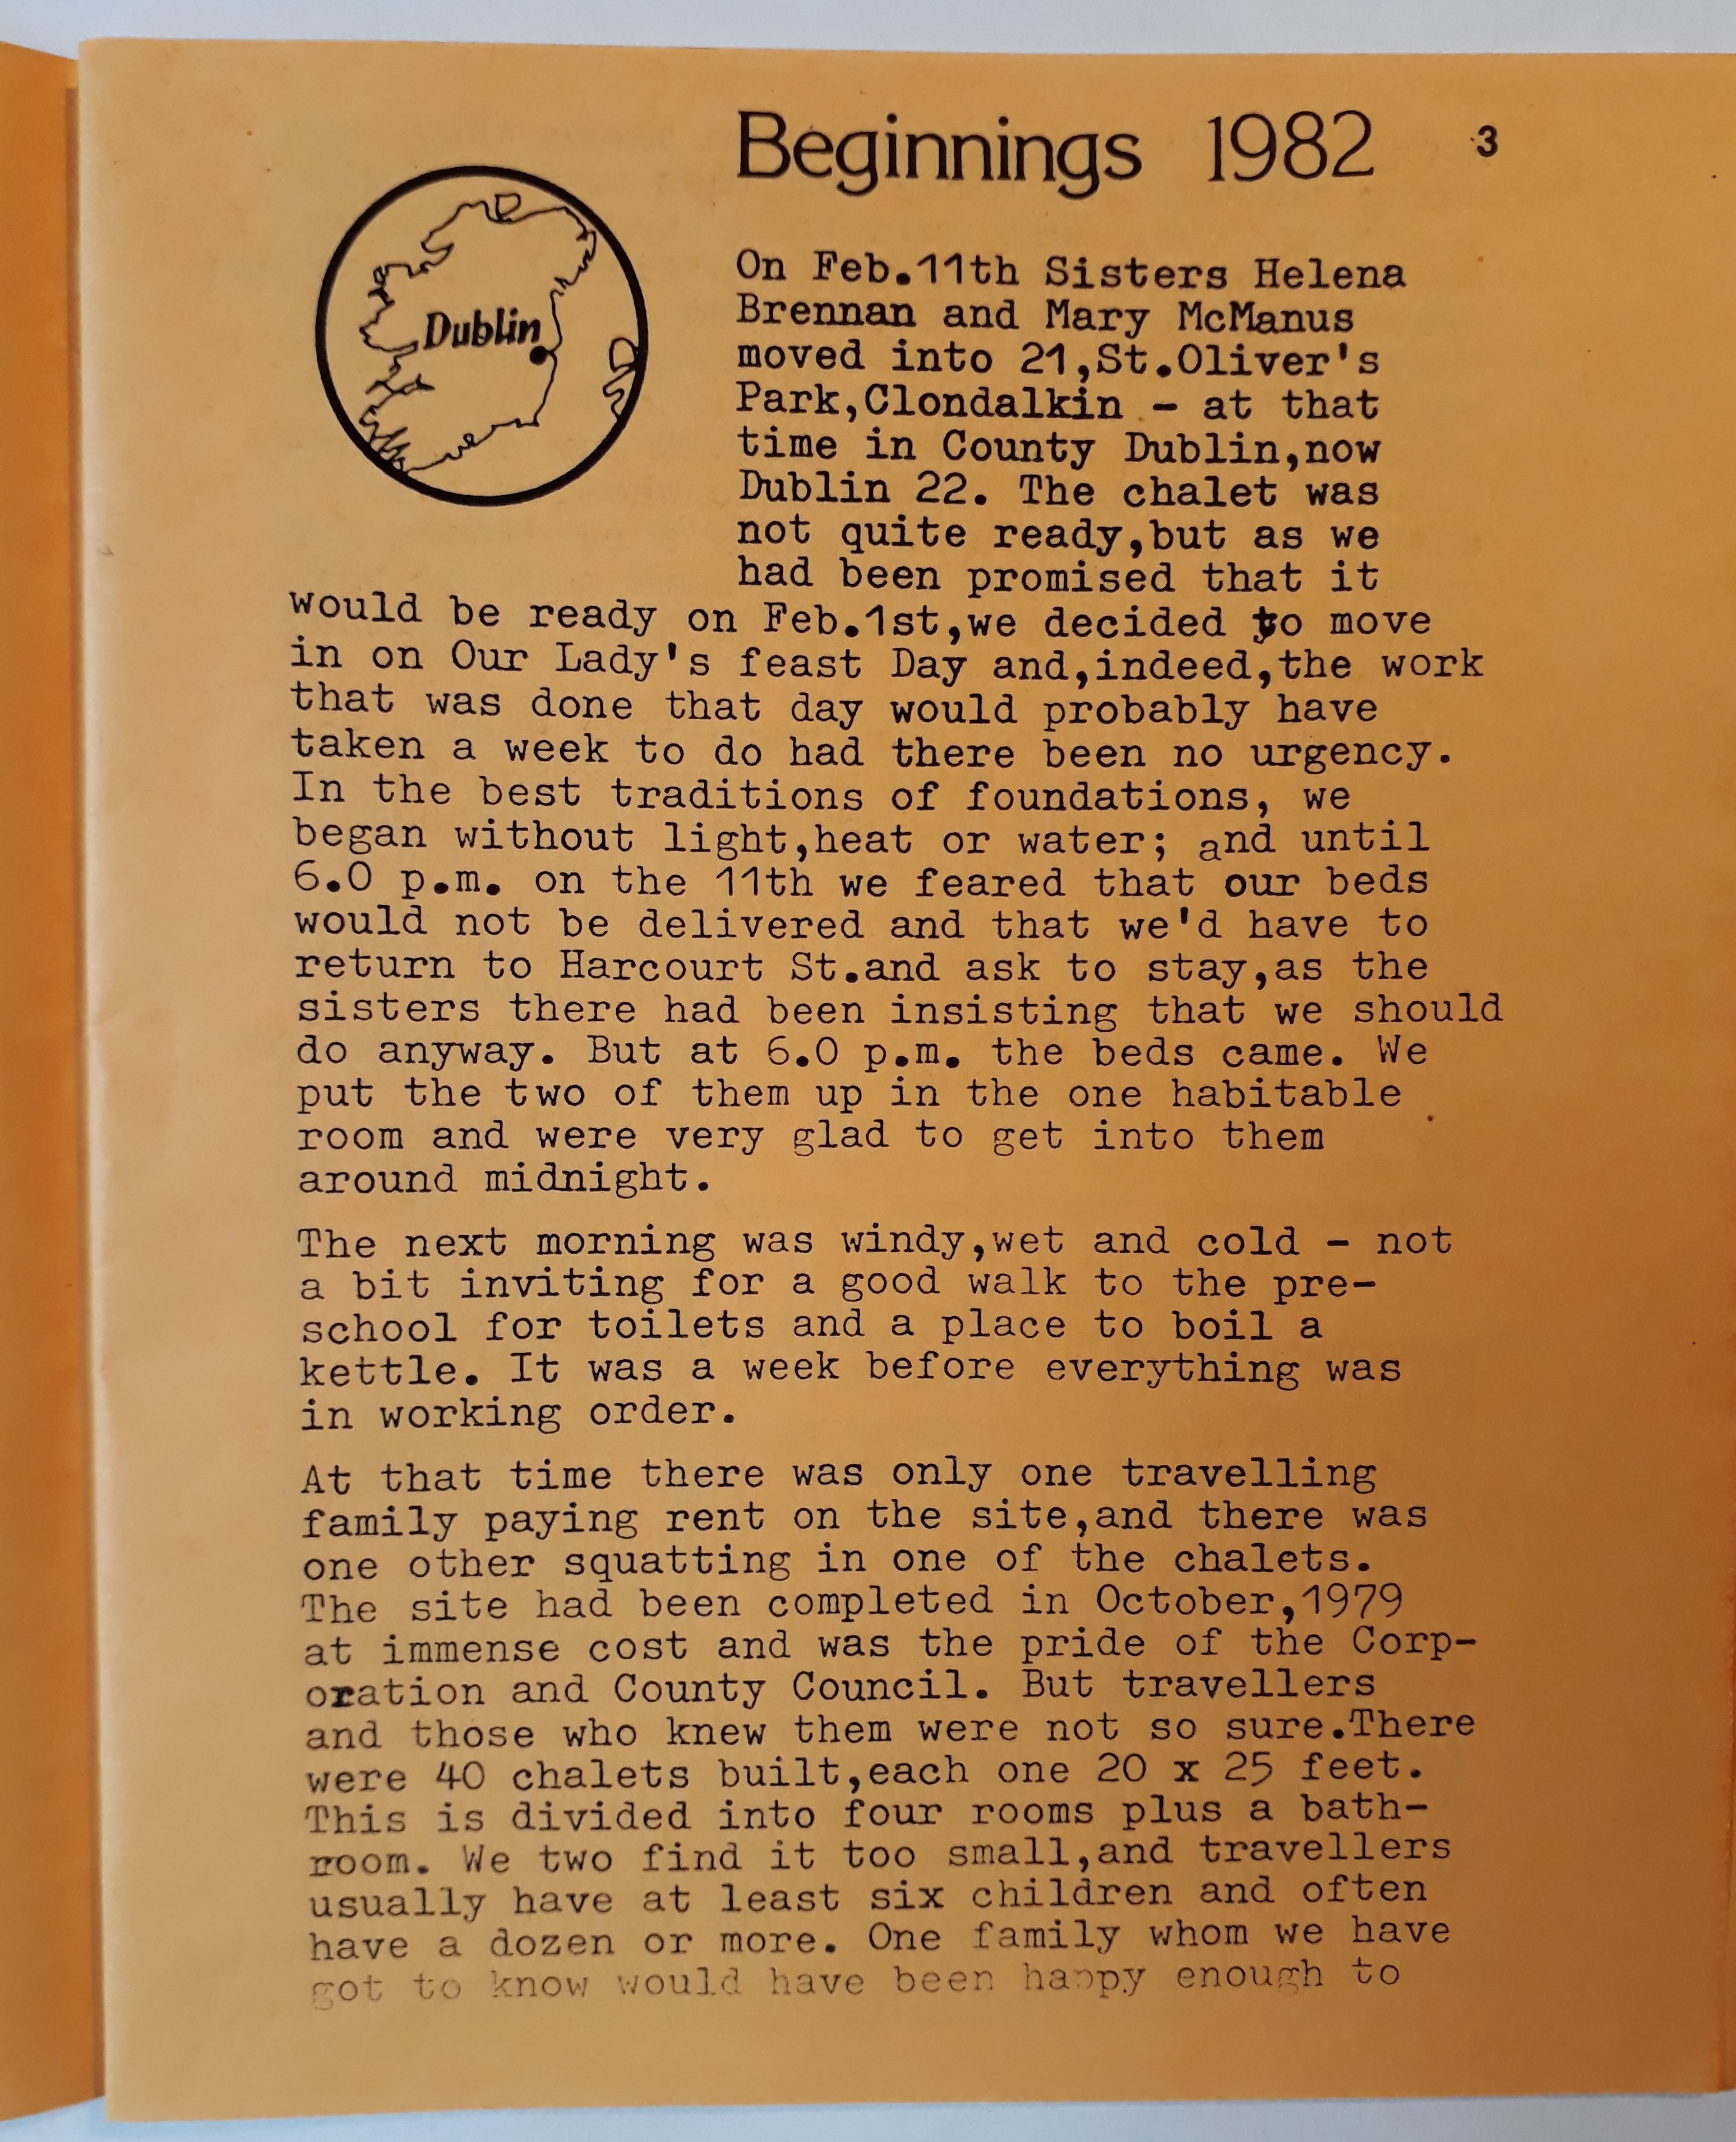 Beginnings 1982 3
Dublin
On Feb.11th Sisters Helena
Brennan and Mary McManus
moved into 21,St.Oliver's
Park,Clondalkin - at that
time in County Dublin,now
Dublin 22. The chalet was
not quite ready,but as we
had been promised that it
would be ready on Feb.1st,we decided to move
in on Our Lady's feast Day and,indeed,the work
that was done that day would probably have
taken a week to do had there been no urgency.
In the best traditions of foundations, we
began without light,heat or water; and until
6.0 p.m. on the 11th we feared that our beds
would not be delivered and that we'd have to
return to Harcourt St.and ask to stay,as the
sisters there had been insisting that we should
do anyway. But at 6.0 p.m. the beds came. We
put the two of them up in the one habitable
room and were very glad to get into them
around midnight.
The next morning was windy,wet and cold - not
a bit inviting for a good walk to the pre-
school for toilets and a place to boil a
kettle. It was a week before everything was
in working order.
At that time there was only one travelling
family paying rent on the site,and there was
one other squatting in one of the chalets.
The site had been completed in October,1979
at immense cost and was the pride of the Corp-
oration and County Council. But travellers
and those who knew them were not so sure.There
were 40 chalets built,each one 20 x 25 feet.
This is divided into four rooms plus a bath-
room. We two find it too small,and travellers
usually have at least six children and often
have a dozen or more. One family whom we have
got to know would have been happy enough to